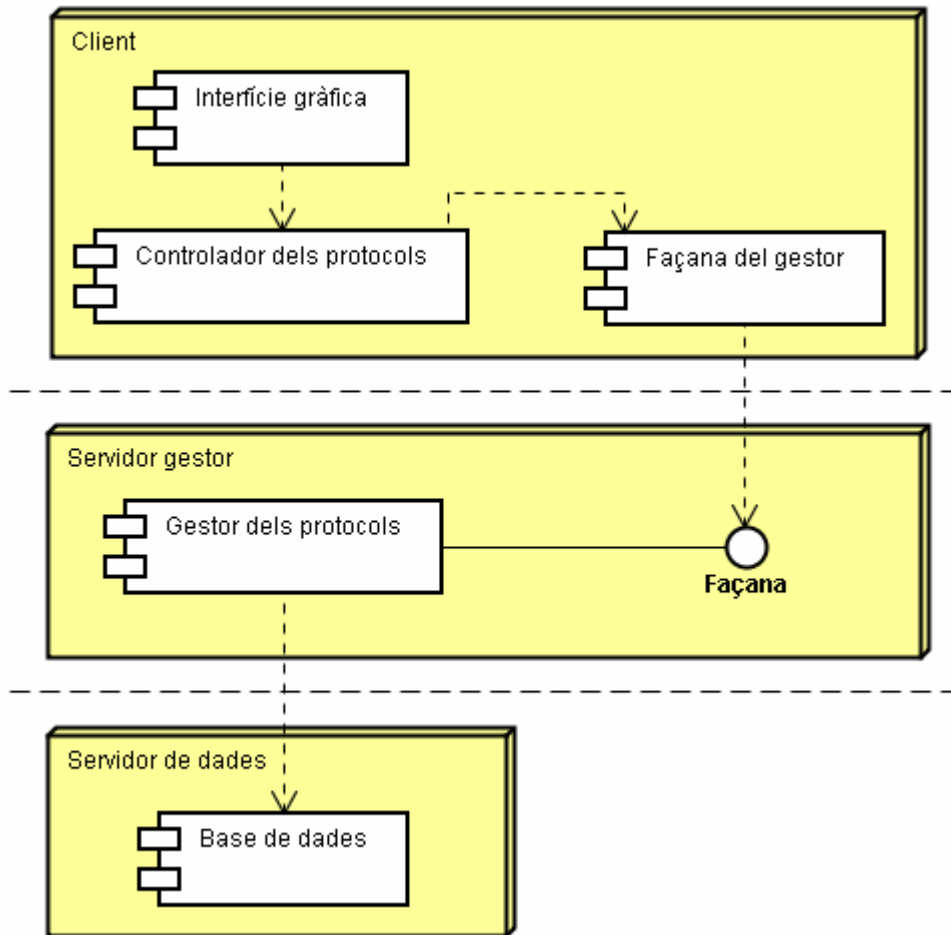 Client
Interfície gràfica
Controlador dels protocols
Façana del gestor
Servidor gestor
Gestor dels protocols
Façana
Servidor de dades
Base de dades